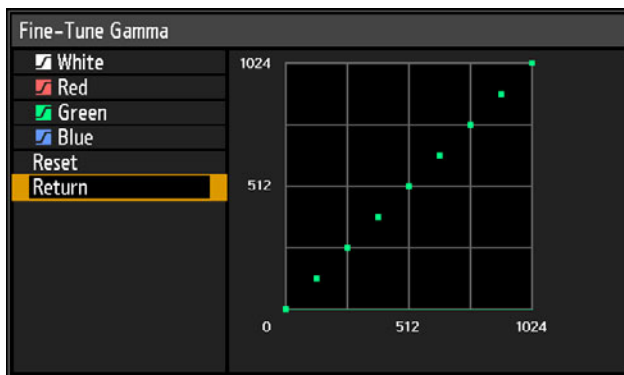 Fine-Tune Gamma
White
Red
Green
Blue
Reset
Return
1024
512
0 512 1024